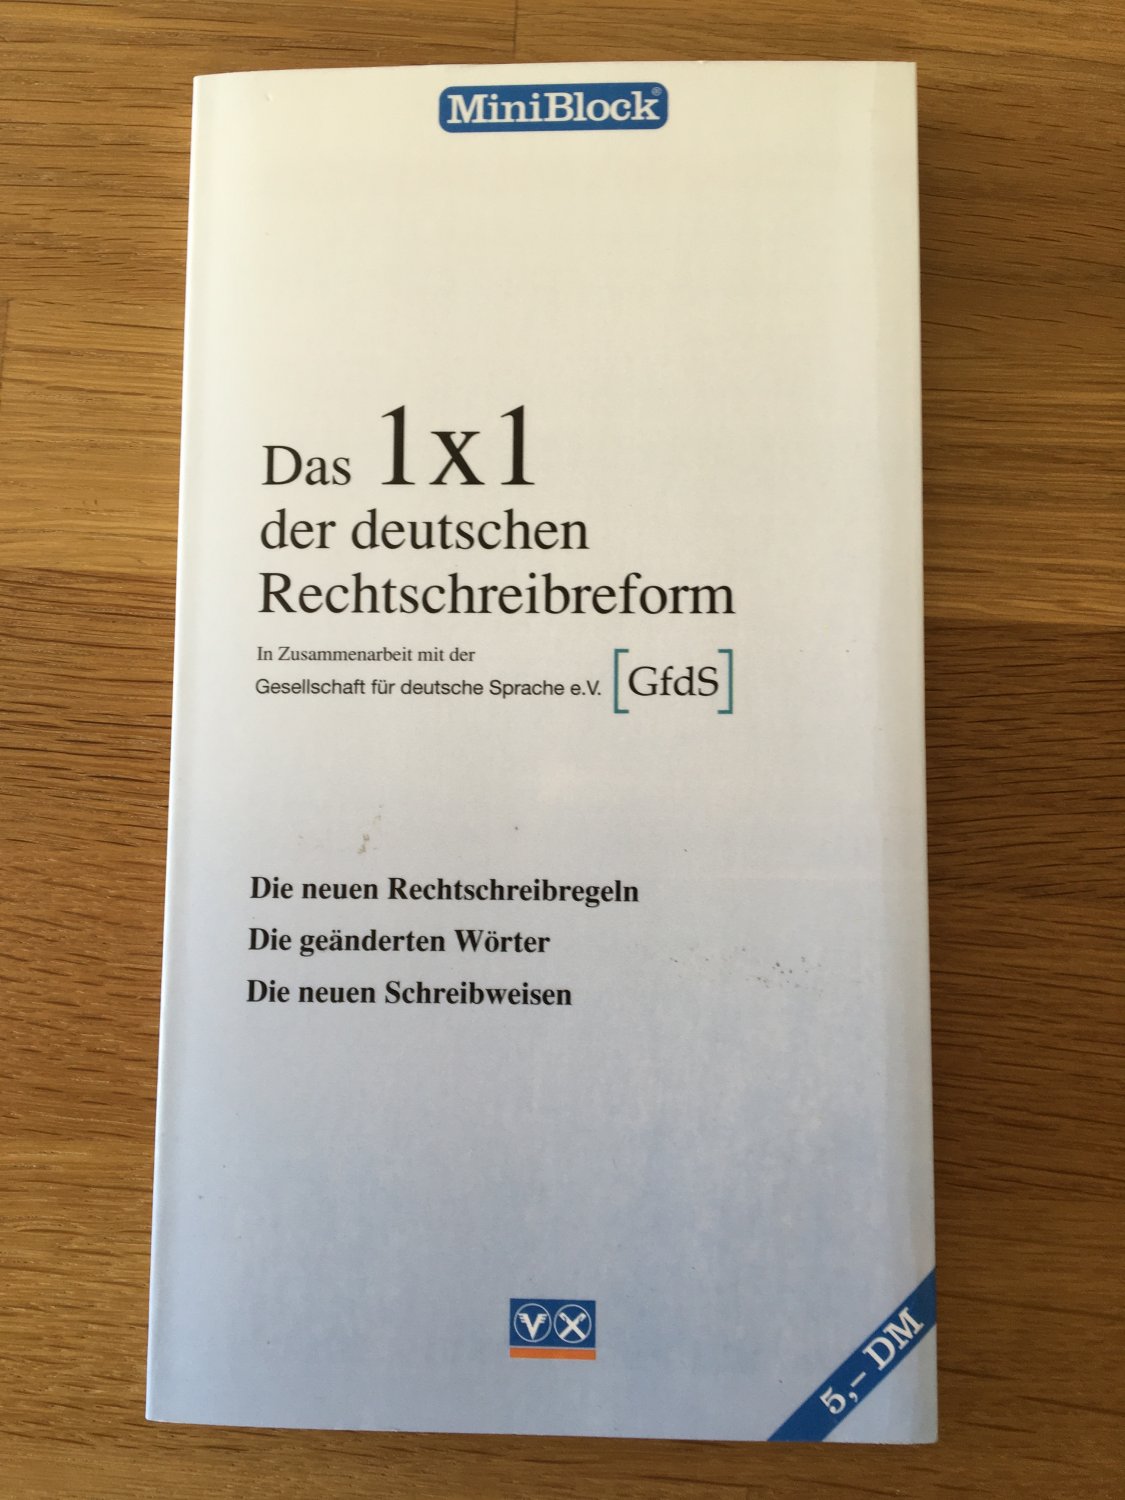 MiniBlock®
Das 1x1
der deutschen
Rechtschreibreform
In Zusammenarbeit mit der
Gesellschaft für deutsche Sprache e.V. [GfdS]
Die neuen Rechtschreibregeln
Die geänderten Wörter
Die neuen Schreibweisen
VX
5,– DM